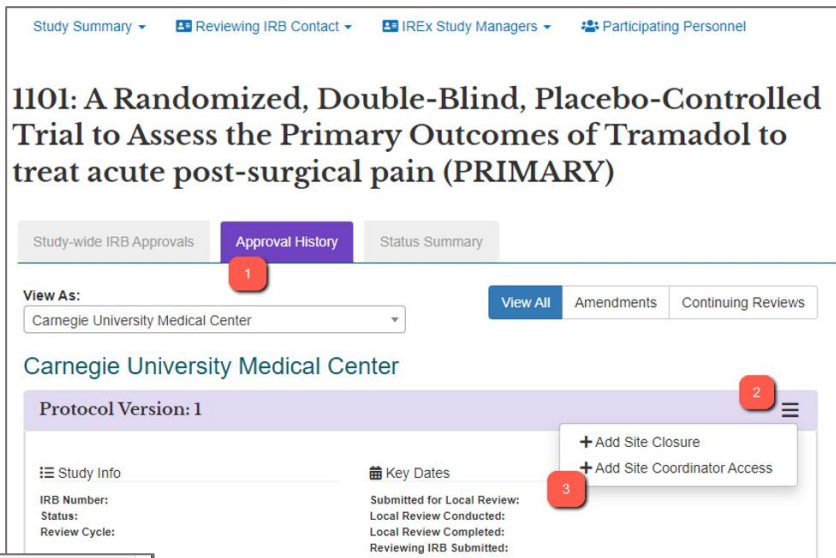 Study Summary Reviewing IRB Contact IREx Study Managers Participating Personnel
1101: A Randomized, Double-Blind, Placebo-Controlled
Trial to Assess the Primary Outcomes of Tramadol to
treat acute post-surgical pain (PRIMARY)
Study-wide IRB Approvals Approval History Status Summary
1
View As:
Carnegie University Medical Center
View All Amendments Continuing Reviews
Carnegie University Medical Center
2
Protocol Version: 1
+ Add Site Closure
+ Add Site Coordinator Access
3
Study Info Key Dates
IRB Number: Submitted for Local Review:
Status: Local Review Conducted:
Review Cycle: Local Review Completed:
Reviewing IRB Submitted: